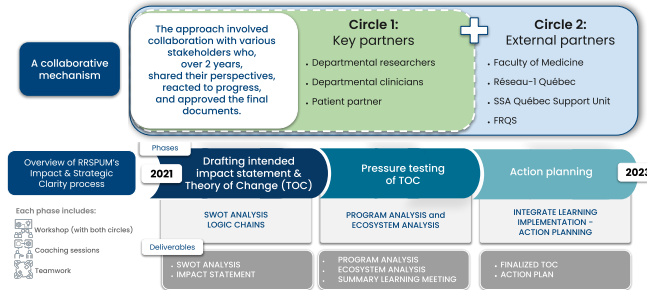 A collaborative
mechanism
The approach involved
collaboration with various
stakeholders who,
over 2 years,
shared their perspectives,
reacted to progress,
and approved the final
documents.
Circle 1:
Key partners
• Departmental researchers
• Departmental clinicians
• Patient partner
Circle 2:
External partners
• Faculty of Medicine
• Réseau-1 Québec
• SSA Québec Support Unit
• FRQS
Overview of RRSPUM's
Impact & Strategic
Clarity process
Phases
2021
Drafting intended
impact statement &
Theory of Change (TOC)
Pressure testing
of TOC
Action planning
2023
Each phase includes:
Workshop (with both circles)
Coaching sessions
Teamwork
SWOT ANALYSIS
LOGIC CHAINS
PROGRAM ANALYSIS and
ECOSYSTEM ANALYSIS
INTEGRATE LEARNING
IMPLEMENTATION -
ACTION PLANNING
Deliverables
• SWOT ANALYSIS
• IMPACT STATEMENT
• PROGRAM ANALYSIS
• ECOSYSTEM ANALYSIS
• SUMMARY LEARNING MEETING
• FINALIZED TOC
• ACTION PLAN